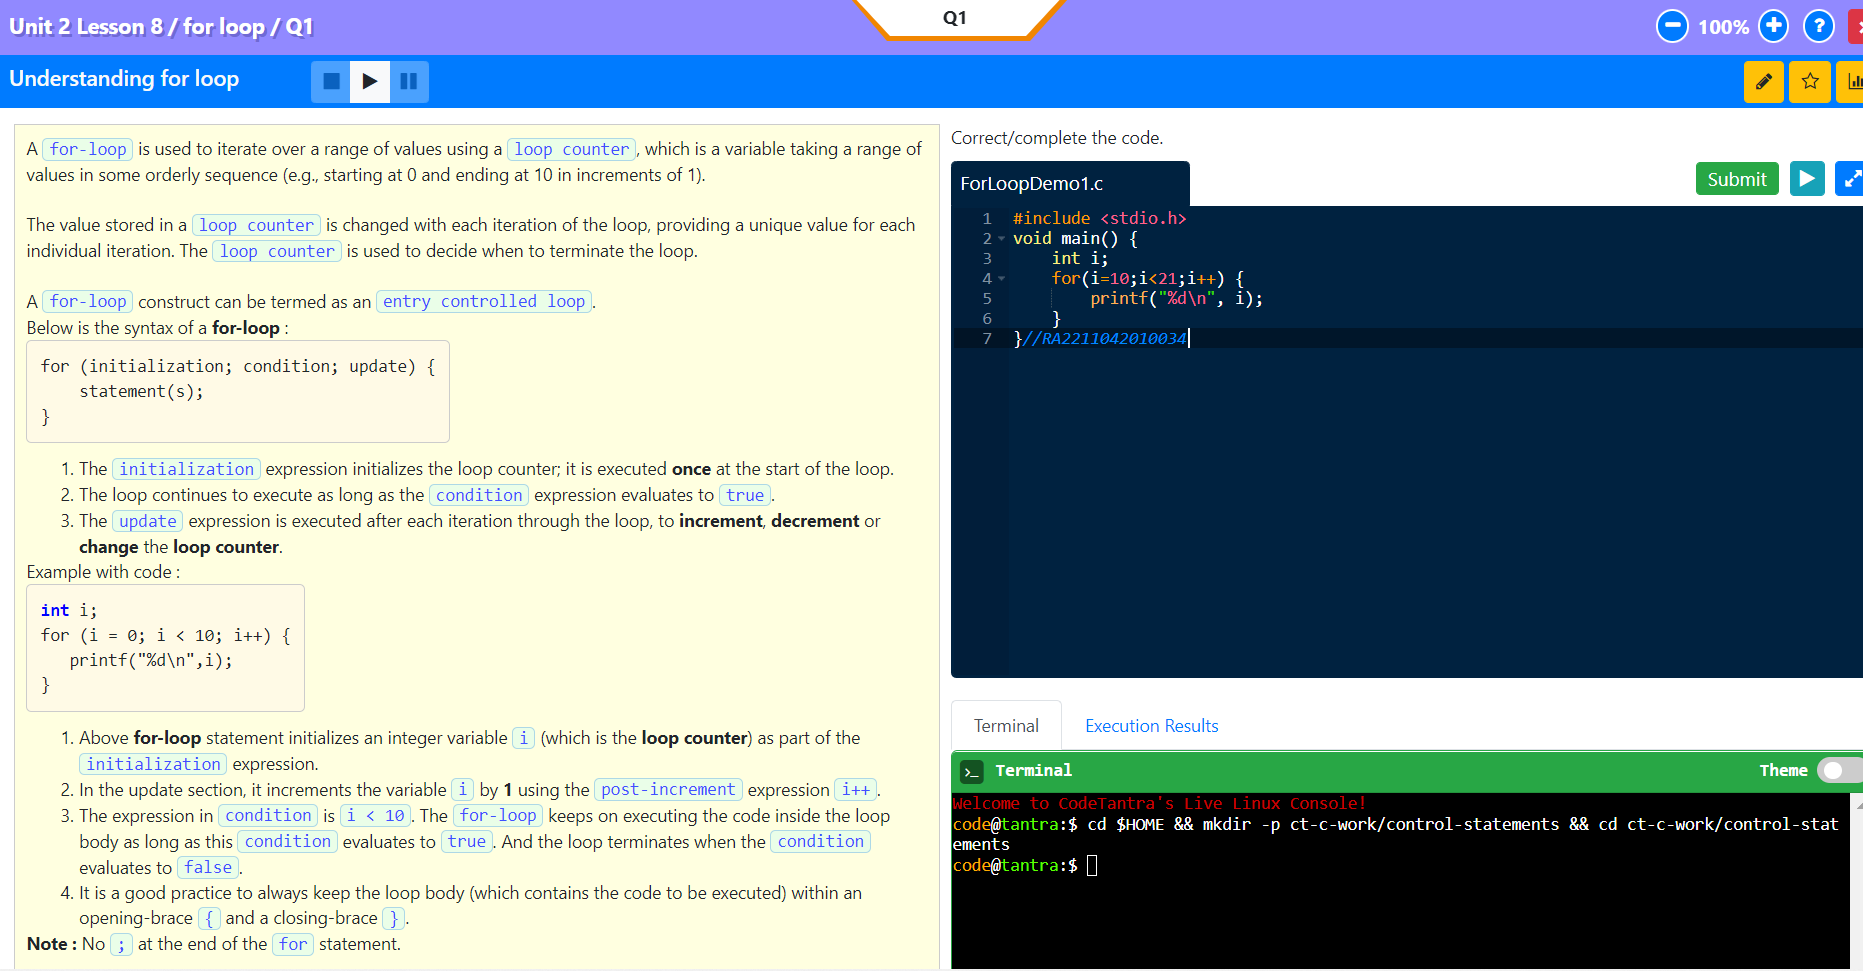 Unit 2 Lesson 8 / for loop / Q1
Q1
100%
?
Understanding for loop
A for-loop is used to iterate over a range of values using a loop counter, which is a variable taking a range of
values in some orderly sequence (e.g., starting at 0 and ending at 10 in increments of 1).
The value stored in a loop counter is changed with each iteration of the loop, providing a unique value for each
individual iteration. The loop counter is used to decide when to terminate the loop.
A for-loop construct can be termed as an entry controlled loop.
Below is the syntax of a for-loop :
for (initialization; condition; update) {
statement(s);
}
1. The initialization expression initializes the loop counter; it is executed once at the start of the loop.
2. The loop continues to execute as long as the condition expression evaluates to true.
3. The update expression is executed after each iteration through the loop, to increment, decrement or
change the loop counter.
Example with code :
int i;
for (i = 0; i < 10; i++) {
printf("%d\n",i);
}
1. Above for-loop statement initializes an integer variable i (which is the loop counter) as part of the
initialization expression.
2. In the update section, it increments the variable i by 1 using the post-increment expression i++.
3. The expression in condition is i < 10. The for-loop keeps on executing the code inside the loop
body as long as this condition evaluates to true. And the loop terminates when the condition
evaluates to false.
4. It is a good practice to always keep the loop body (which contains the code to be executed) within an
opening-brace { and a closing-brace }.
Note : No ; at the end of the for statement.
Correct/complete the code.
ForLoopDemo1.c
Submit
1 #include <stdio.h>
2 void main() {
3 int i;
4 for(i=10;i<21;i++) {
5 printf("%d\n", i);
6 }
7 }//RA2211042010034
Terminal
Execution Results
>_ Terminal
Theme
Welcome to CodeTantra's Live Linux Console!
code@tantra:$ cd $HOME && mkdir -p ct-c-work/control-statements && cd ct-c-work/control-stat
ements
code@tantra:$